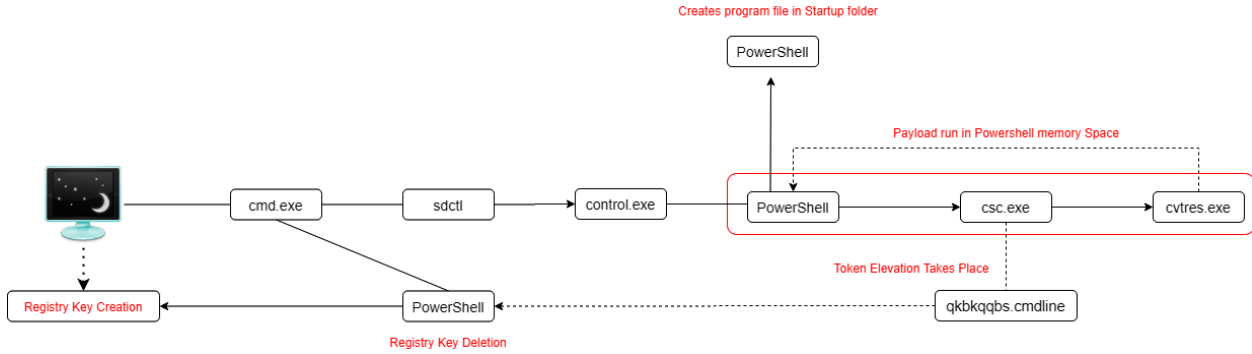 Creates program file in Startup folder
PowerShell
Payload run in Powershell memory Space
cmd.exe
sdctl
control.exe
PowerShell
csc.exe
cvtres.exe
Token Elevation Takes Place
Registry Key Creation
PowerShell
qkbkqqbs.cmdline
Registry Key Deletion